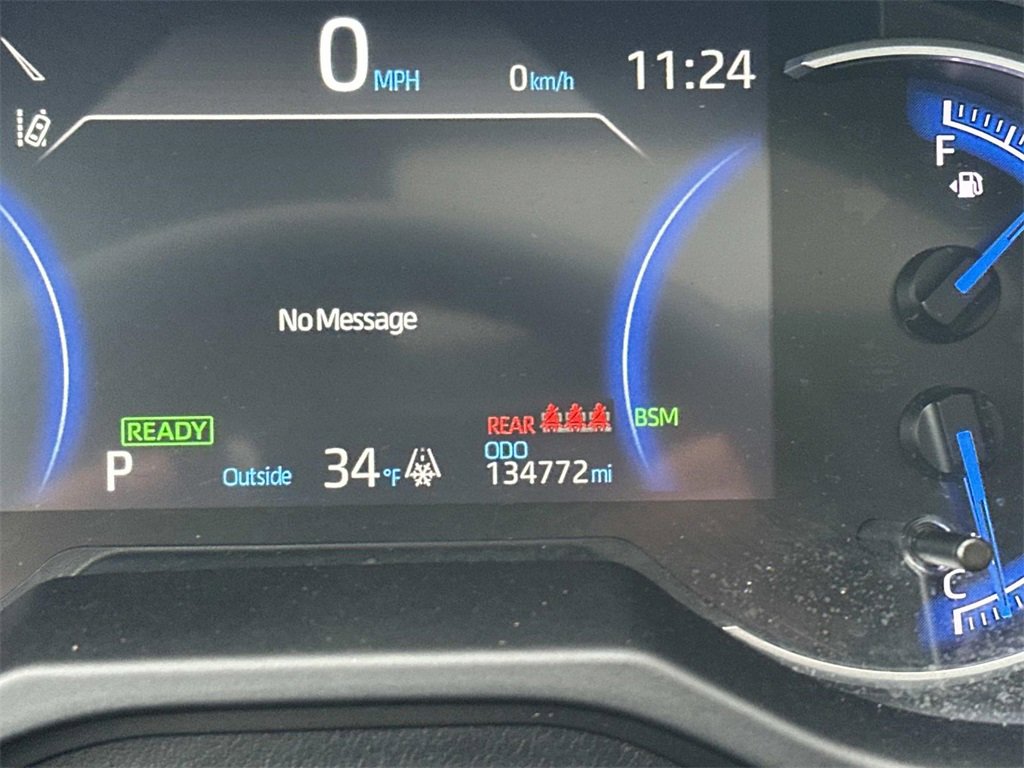 0 MPH 0 km/h 11:24
F
No Message
READY
REAR BSM
P Outside 34 °F
ODO
134772 mi
C